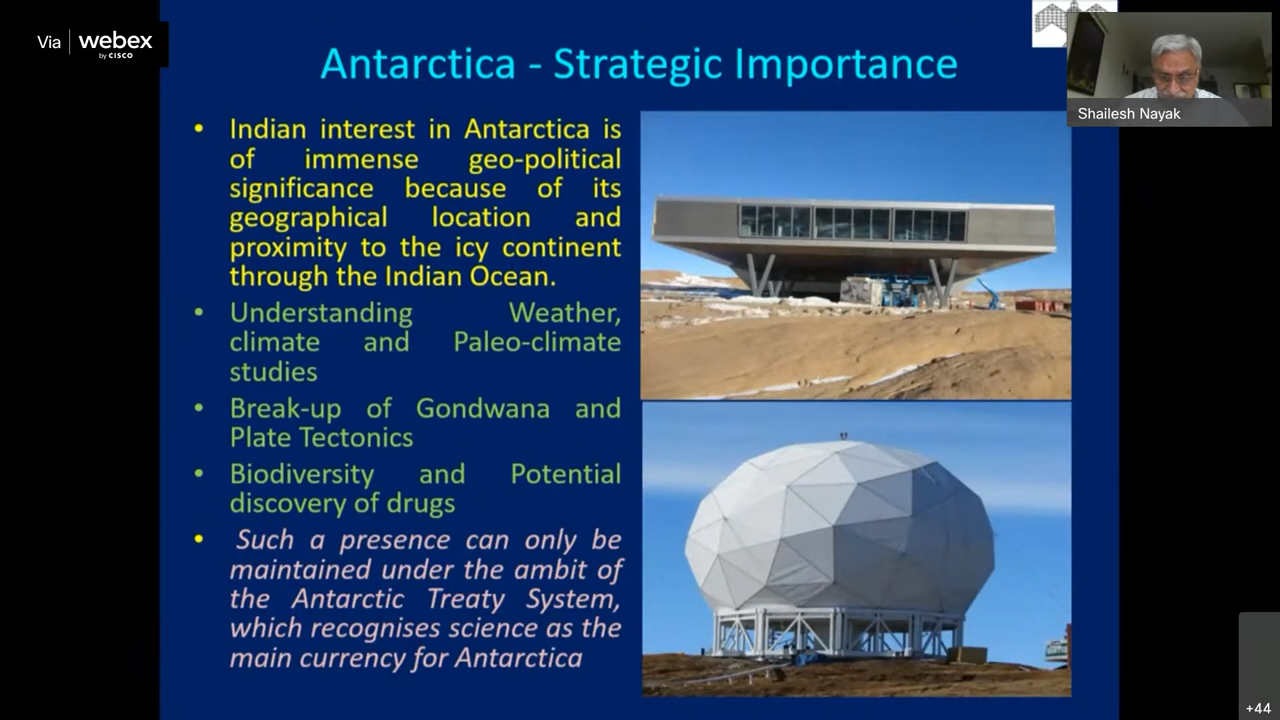 Via webex
by CISCO
Antarctica - Strategic Importance
Shailesh Nayak
• Indian interest in Antarctica is
of immense geo-political
significance because of its
geographical location and
proximity to the icy continent
through the Indian Ocean.
• Understanding Weather,
climate and Paleo-climate
studies
• Break-up of Gondwana and
Plate Tectonics
• Biodiversity and Potential
discovery of drugs
• Such a presence can only be
maintained under the ambit of
the Antarctic Treaty System,
which recognises science as the
main currency for Antarctica
+44